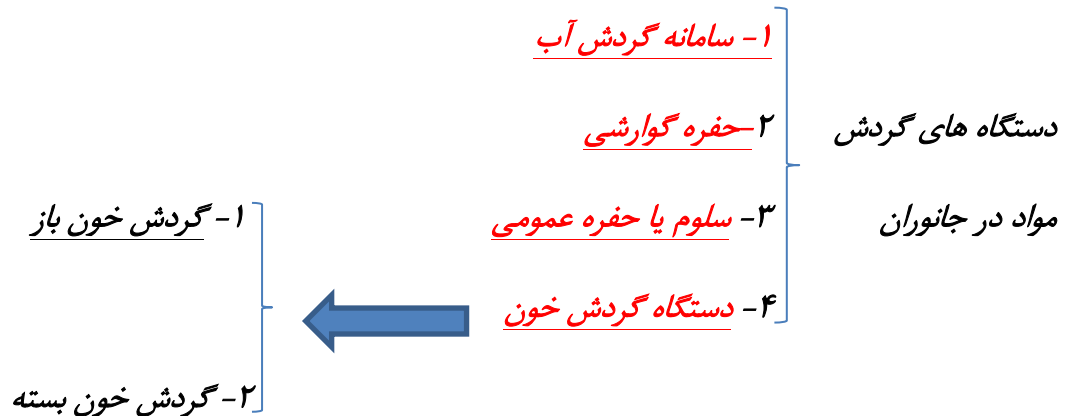 دستگاه های گردش
مواد در جانوران
۱- سامانه گردش آب
۲-حفره گوارشی
۳- سلوم یا حفره عمومی
۴- دستگاه گردش خون
۱- گردش خون باز
۲- گردش خون بسته